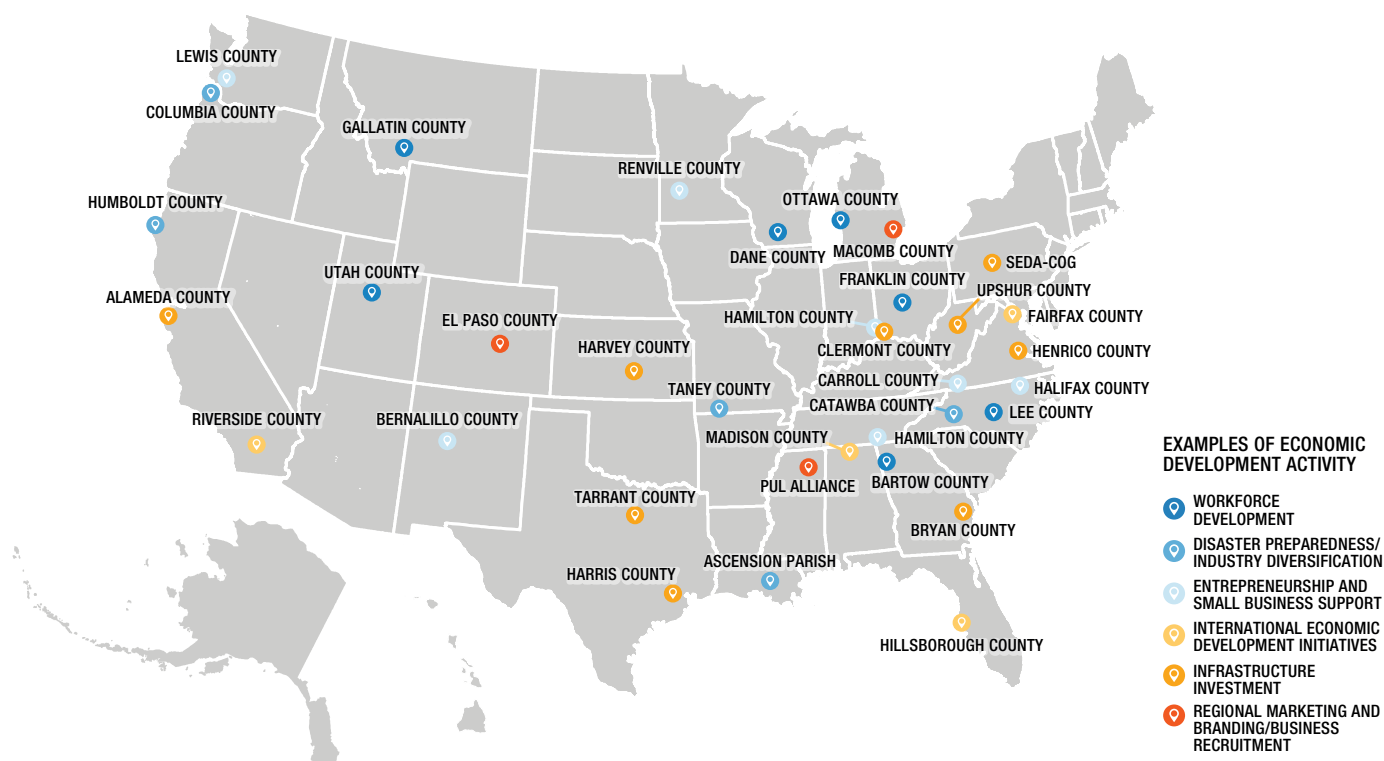 LEWIS COUNTY
COLUMBIA COUNTY
GALLATIN COUNTY
RENVILLE COUNTY
OTTAWA COUNTY
HUMBOLDT COUNTY
DANE COUNTY
MACOMB COUNTY
SEDA-COG
UTAH COUNTY
FRANKLIN COUNTY
UPSHUR COUNTY
ALAMEDA COUNTY
EL PASO COUNTY
HAMILTON COUNTY
FAIRFAX COUNTY
HARVEY COUNTY
CLERMONT COUNTY
HENRICO COUNTY
TANEY COUNTY
CARROLL COUNTY
HALIFAX COUNTY
CATAWBA COUNTY
LEE COUNTY
RIVERSIDE COUNTY
BERNALILLO COUNTY
MADISON COUNTY
HAMILTON COUNTY
PUL ALLIANCE
BARTOW COUNTY
TARRANT COUNTY
BRYAN COUNTY
HARRIS COUNTY
ASCENSION PARISH
HILLSBOROUGH COUNTY
EXAMPLES OF ECONOMIC
DEVELOPMENT ACTIVITY
WORKFORCE
DEVELOPMENT
DISASTER PREPAREDNESS/
INDUSTRY DIVERSIFICATION
ENTREPRENEURSHIP AND
SMALL BUSINESS SUPPORT
INTERNATIONAL ECONOMIC
DEVELOPMENT INITIATIVES
INFRASTRUCTURE
INVESTMENT
REGIONAL MARKETING AND
BRANDING/BUSINESS
RECRUITMENT